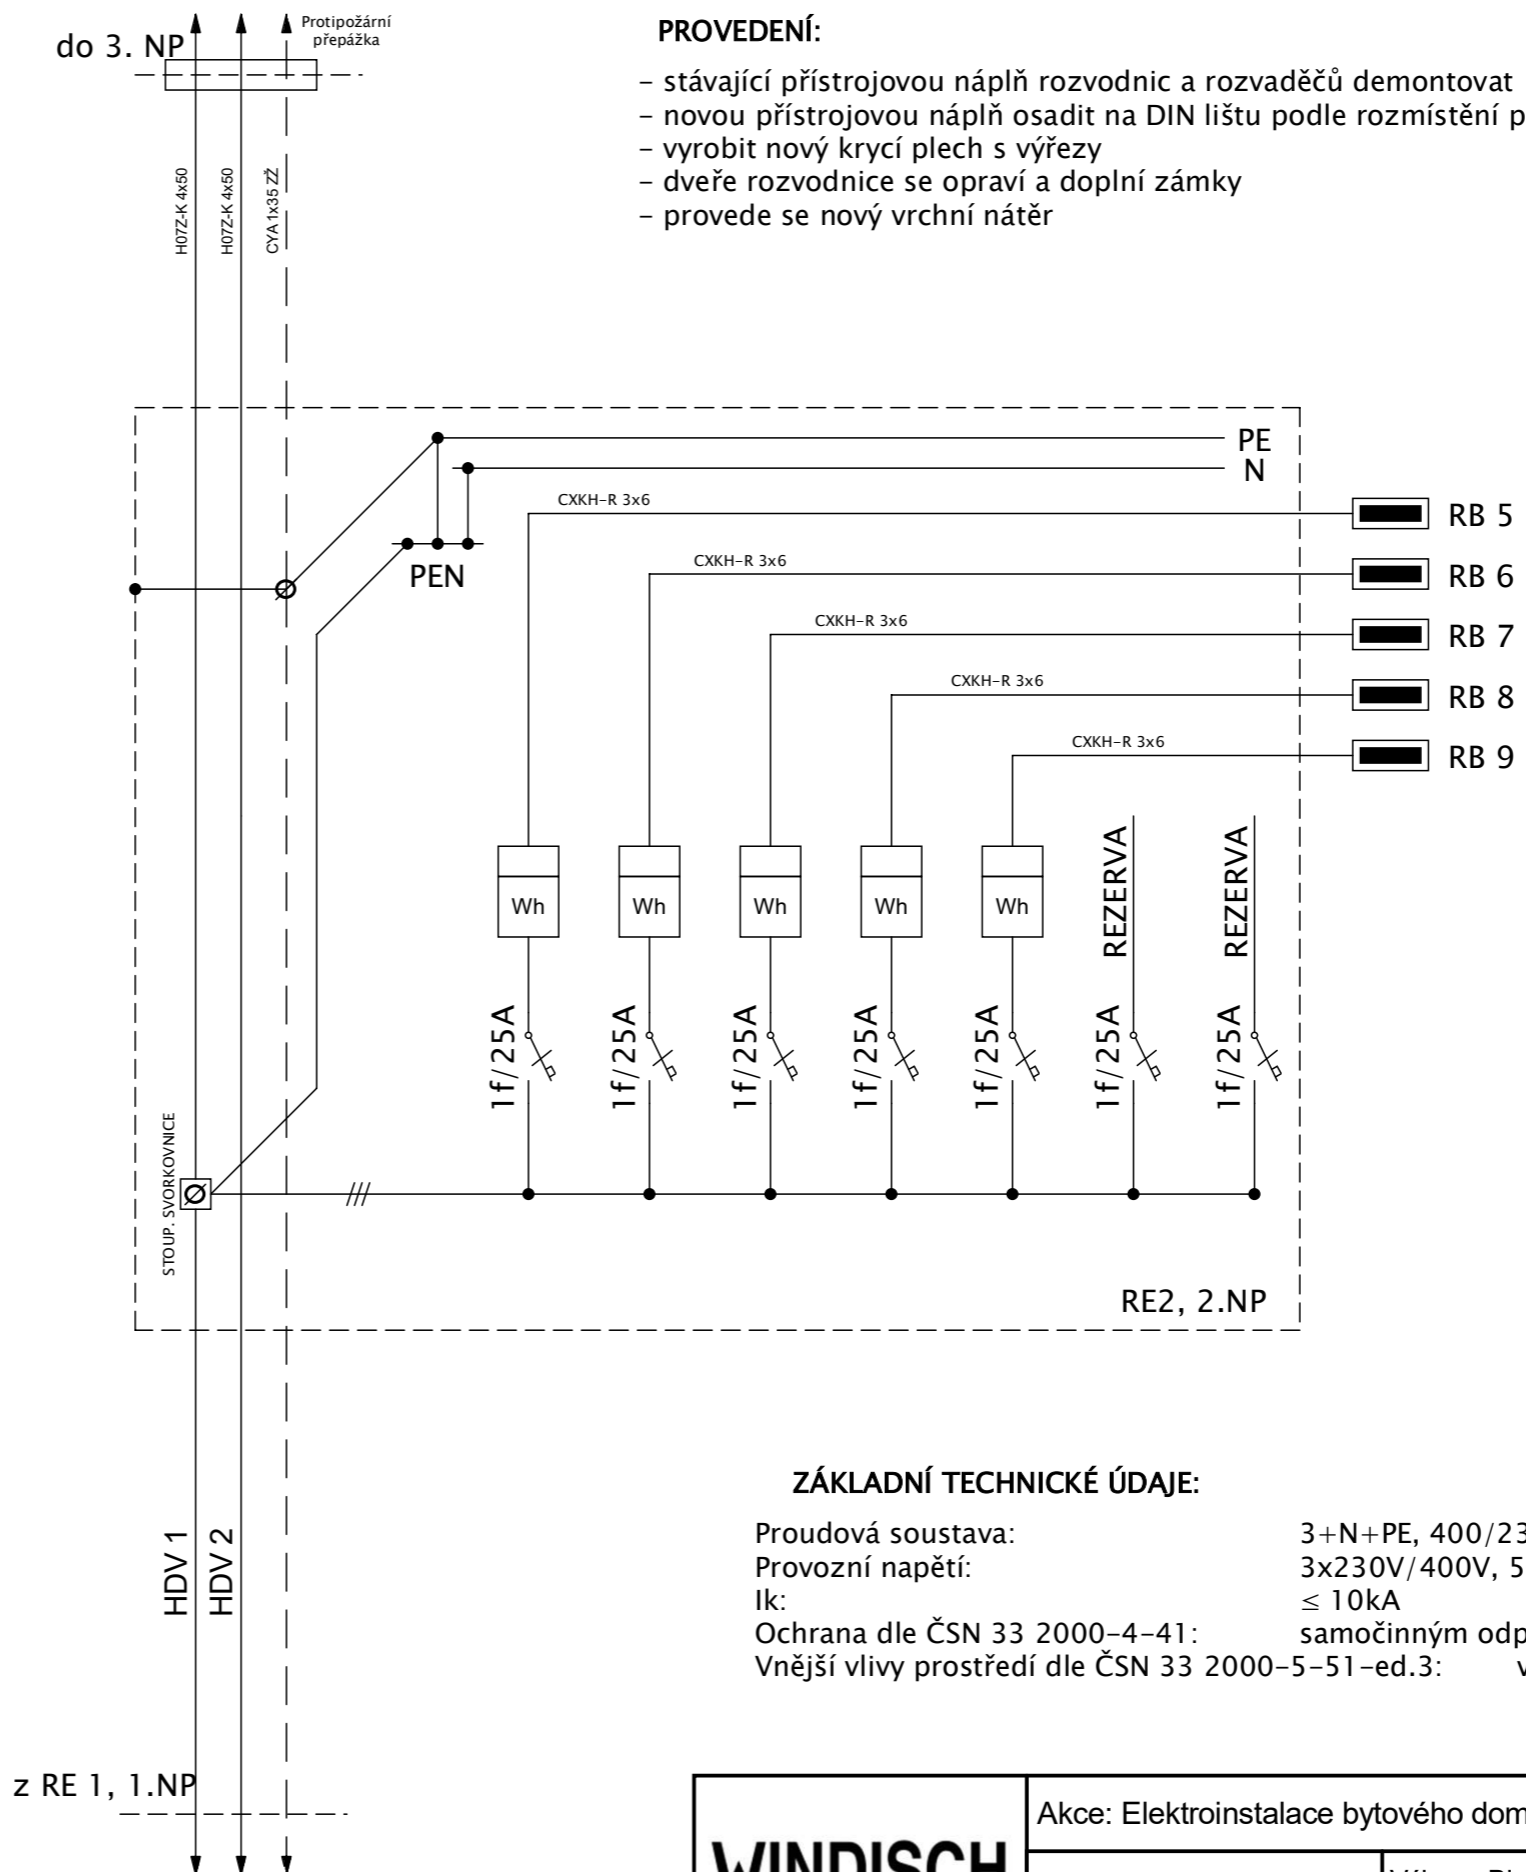 do 3. NP
Protipožární
přepážka
PROVEDENÍ:
– stávající přístrojovou náplň rozvodnic a rozvaděčů demontovat
– novou přístrojovou náplň osadit na DIN lištu podle rozmístění p
– vyrobit nový krycí plech s výřezy
– dveře rozvodnice se opraví a doplní zámky
– provede se nový vrchní nátěr
H07Z-K 4x50
H07Z-K 4x50
CYA 1x35 ZŽ
PE
N
PEN
CXKH-R 3x6
RB 5
CXKH-R 3x6
RB 6
CXKH-R 3x6
RB 7
CXKH-R 3x6
RB 8
CXKH-R 3x6
RB 9
Wh
Wh
Wh
Wh
Wh
REZERVA
REZERVA
1f/25A
1f/25A
1f/25A
1f/25A
1f/25A
1f/25A
1f/25A
STOUP. SVORKOVNICE
RE2, 2.NP
HDV 1
HDV 2
ZÁKLADNÍ TECHNICKÉ ÚDAJE:
Proudová soustava: 3+N+PE, 400/23
Provozní napětí: 3x230V/400V, 5
Ik: ≤ 10kA
Ochrana dle ČSN 33 2000-4-41: samočinným odp
Vnější vlivy prostředí dle ČSN 33 2000-5-51-ed.3: v
z RE 1, 1.NP
Akce: Elektroinstalace bytového dom
WINDISCH